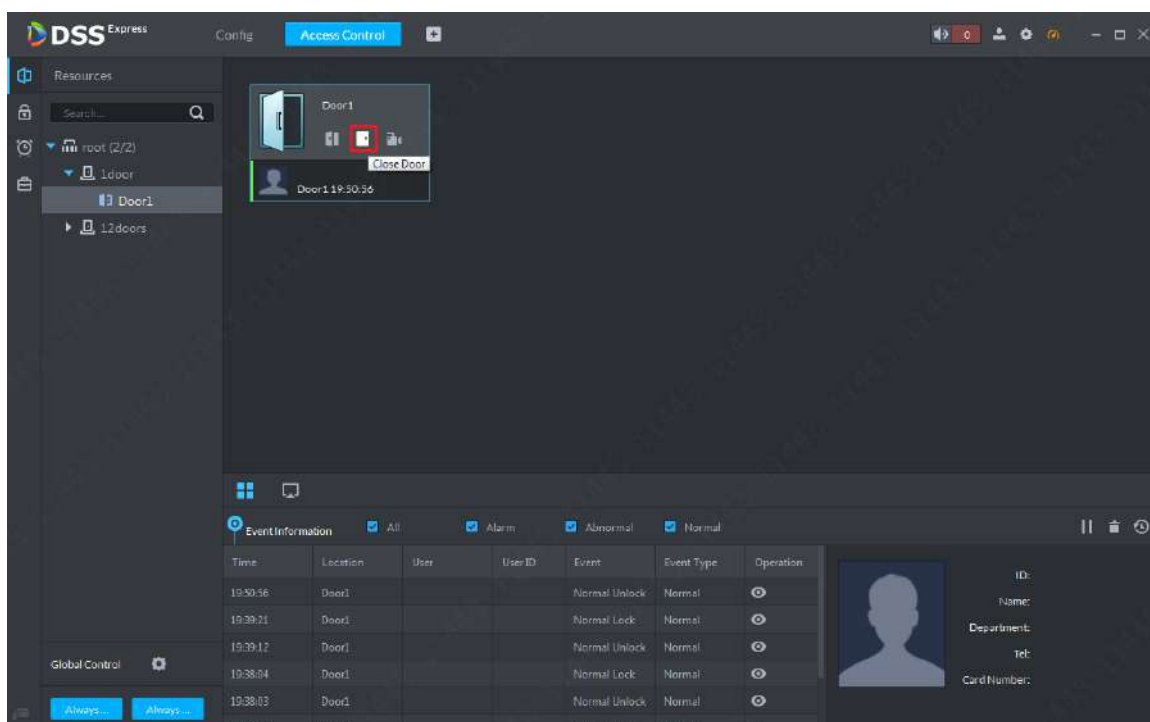 DSS Express
Config
Access Control
0
Resources
Search...
root (2/2)
1door
Door1
12doors
Door1
Close Door
Door1 19:50:56
Event Information
All
Alarm
Abnormal
Normal
Time Location User User ID Event Event Type Operation
19:50:56 Door1 Normal Unlock Normal
19:39:21 Door1 Normal Lock Normal
19:39:12 Door1 Normal Unlock Normal
19:38:04 Door1 Normal Lock Normal
19:38:03 Door1 Normal Unlock Normal
ID:
Name:
Department:
Tel:
Card Number:
Global Control
Always...
Always...